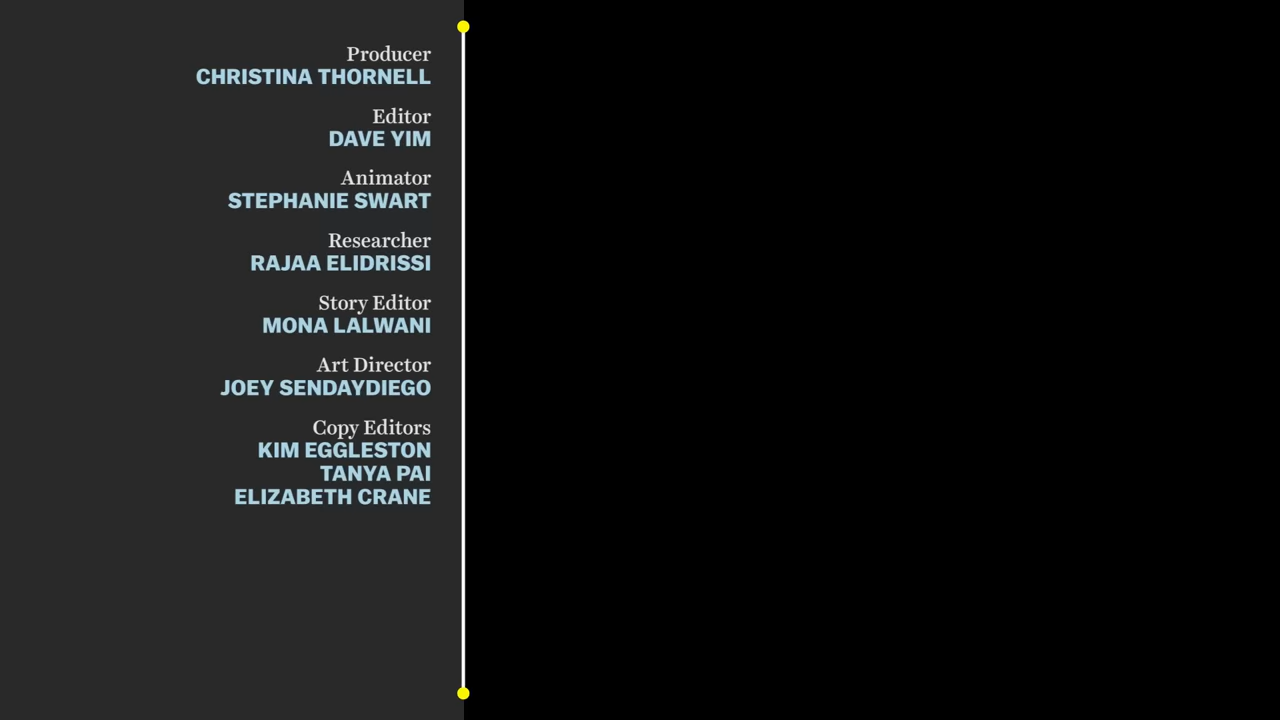 Producer
CHRISTINA THORNELL
Editor
DAVE YIM
Animator
STEPHANIE SWART
Researcher
RAJAA ELIDRISSI
Story Editor
MONA LALWANI
Art Director
JOEY SENDAYDIEGO
Copy Editors
KIM EGGLESTON
TANYA PAI
ELIZABETH CRANE